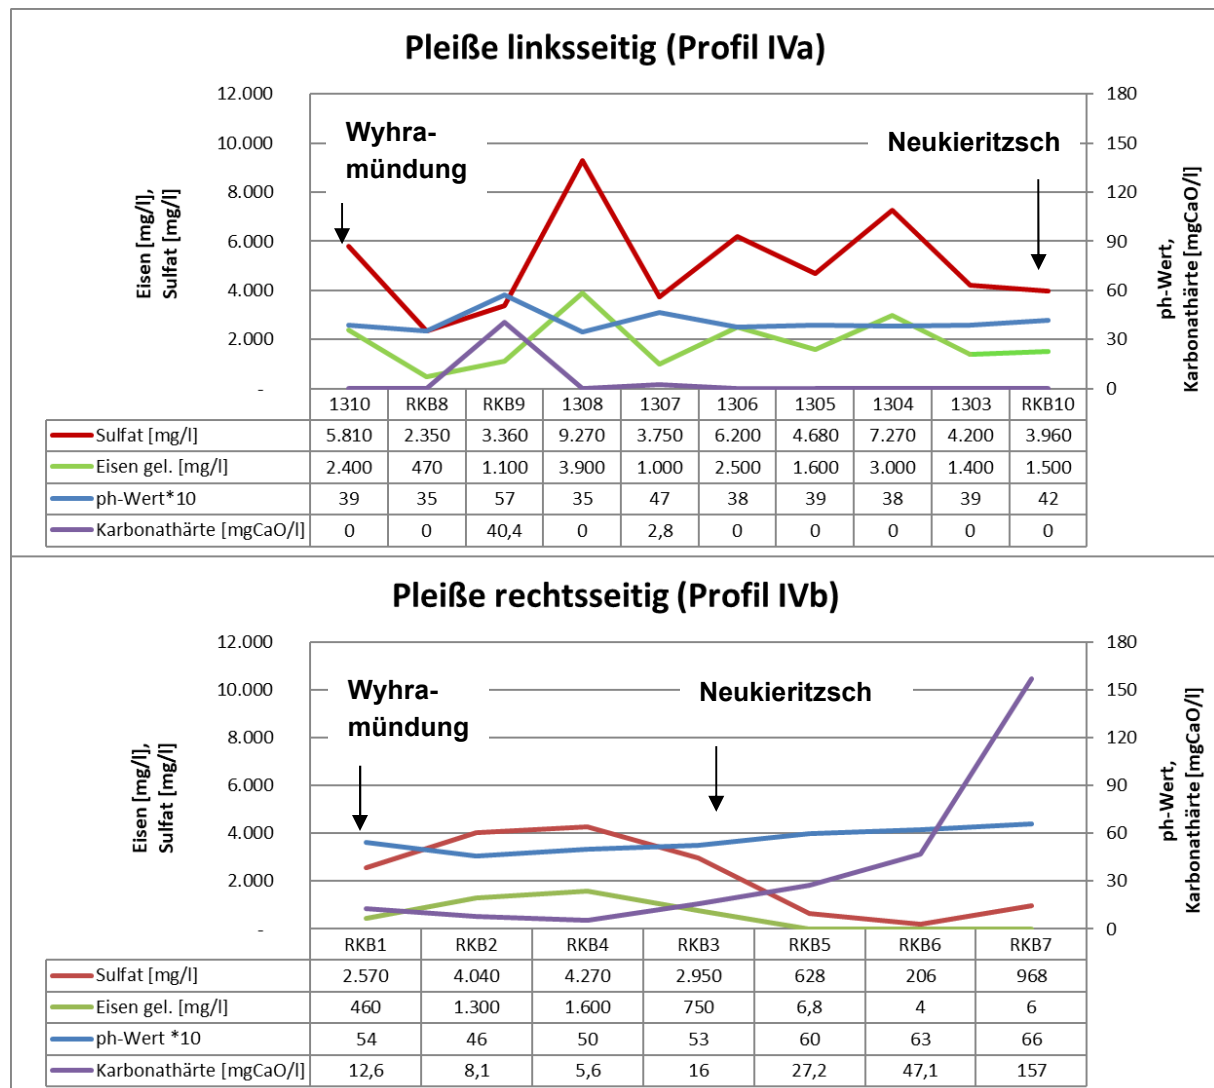 Pleiße linksseitig (Profil IVa)
12.000
10.000
8.000
6.000
4.000
2.000
-
Eisen [mg/l],
Sulfat [mg/l]
180
150
120
90
60
30
0
ph-Wert,
Karbonathärte [mgCaO/l]
Wyhra-
mündung
Neukieritzsch
1310 RKB8 RKB9 1308 1307 1306 1305 1304 1303 RKB10
Sulfat [mg/l] 5.810 2.350 3.360 9.270 3.750 6.200 4.680 7.270 4.200 3.960
Eisen gel. [mg/l] 2.400 470 1.100 3.900 1.000 2.500 1.600 3.000 1.400 1.500
ph-Wert*10 39 35 57 35 47 38 39 38 39 42
Karbonathärte [mgCaO/l] 0 0 40,4 0 2,8 0 0 0 0 0
Pleiße rechtsseitig (Profil IVb)
12.000
10.000
8.000
6.000
4.000
2.000
-
Eisen [mg/l],
Sulfat [mg/l]
180
150
120
90
60
30
0
ph-Wert,
Karbonathärte [mgCaO/l]
Wyhra-
mündung
Neukieritzsch
RKB1 RKB2 RKB4 RKB3 RKB5 RKB6 RKB7
Sulfat [mg/l] 2.570 4.040 4.270 2.950 628 206 968
Eisen gel. [mg/l] 460 1.300 1.600 750 6,8 4 6
ph-Wert *10 54 46 50 53 60 63 66
Karbonathärte [mgCaO/l] 12,6 8,1 5,6 16 27,2 47,1 157